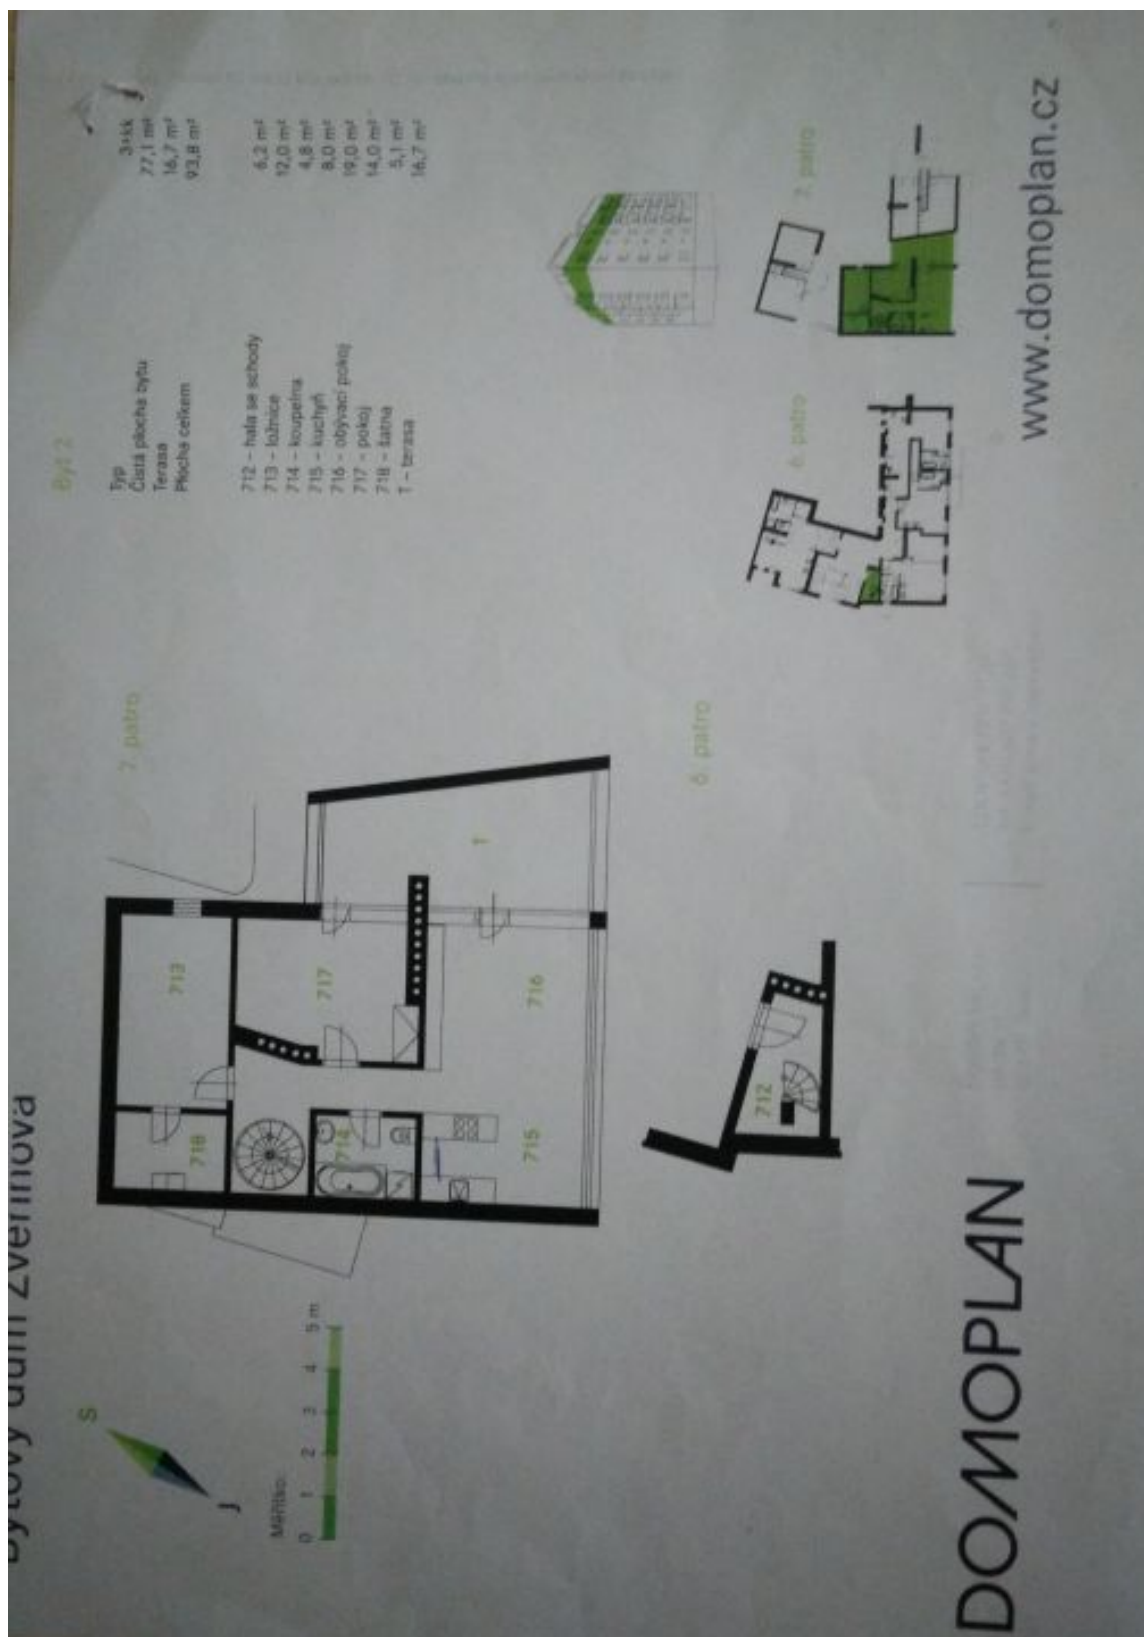 Bytový dům Zvěřinova
Byt 2
Typ 3+kk
Čistá plocha bytu 77,1 m²
Terasa 16,7 m²
Plocha celkem 93,8 m²
712 – hala se schody 6,2 m²
713 – ložnice 12,0 m²
714 – koupelna 4,8 m²
715 – kuchyň 8,0 m²
716 – obývací pokoj 19,0 m²
717 – pokoj 14,0 m²
718 – šatna 5,1 m²
T – terasa 16,7 m²
S
J
Měřítko:
0 1 2 3 4 5 m
7. patro
713
718
717
714
T
716
715
6. patro
712
6. patro
7. patro
DOMOPLAN
www.domoplan.cz